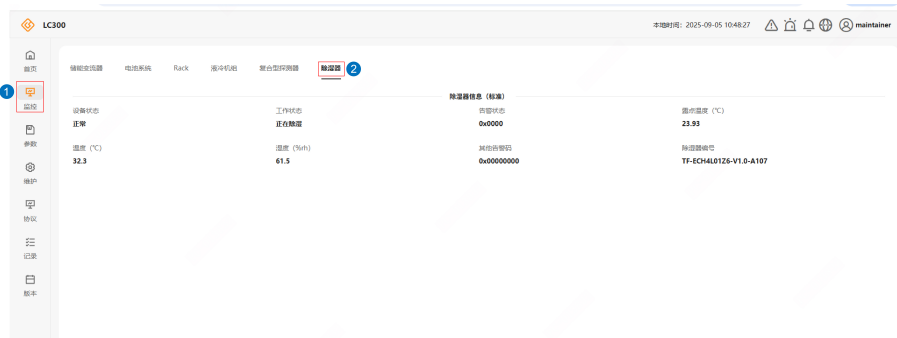 LC300
本地时间：2025-09-05 10:48:27
maintainer
首页
1
监控
参数
维护
协议
记录
版本
储能变流器 电池系统 Rack 液冷机组 复合型探测器 除湿器 2
除湿器信息（标准）
设备状态 工作状态 告警状态 露点温度（℃）
正常 正在除湿 0x0000 23.93
温度（℃） 湿度（%rh） 其他告警码 除湿器编号
32.3 61.5 0x00000000 TF-ECH4L01Z6-V1.0-A107